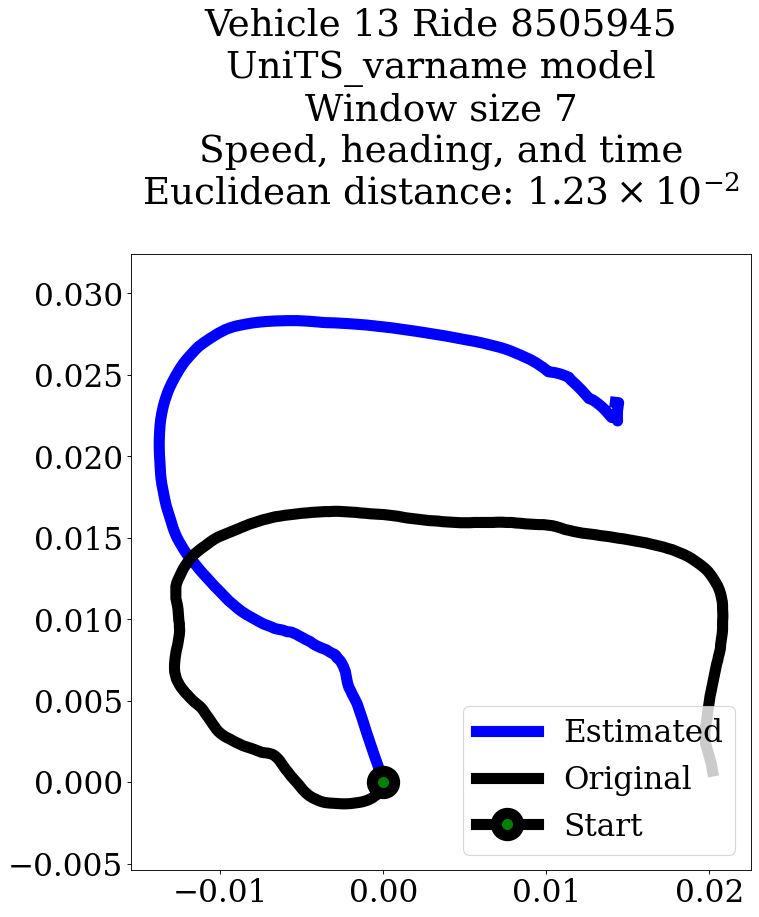 Vehicle 13 Ride 8505945
UniTS_varname model
Window size 7
Speed, heading, and time
Euclidean distance: 1.23 × 10⁻²
0.030
0.025
0.020
0.015
0.010
0.005
0.000
−0.005
−0.01 0.00 0.01 0.02
Estimated
Original
Start